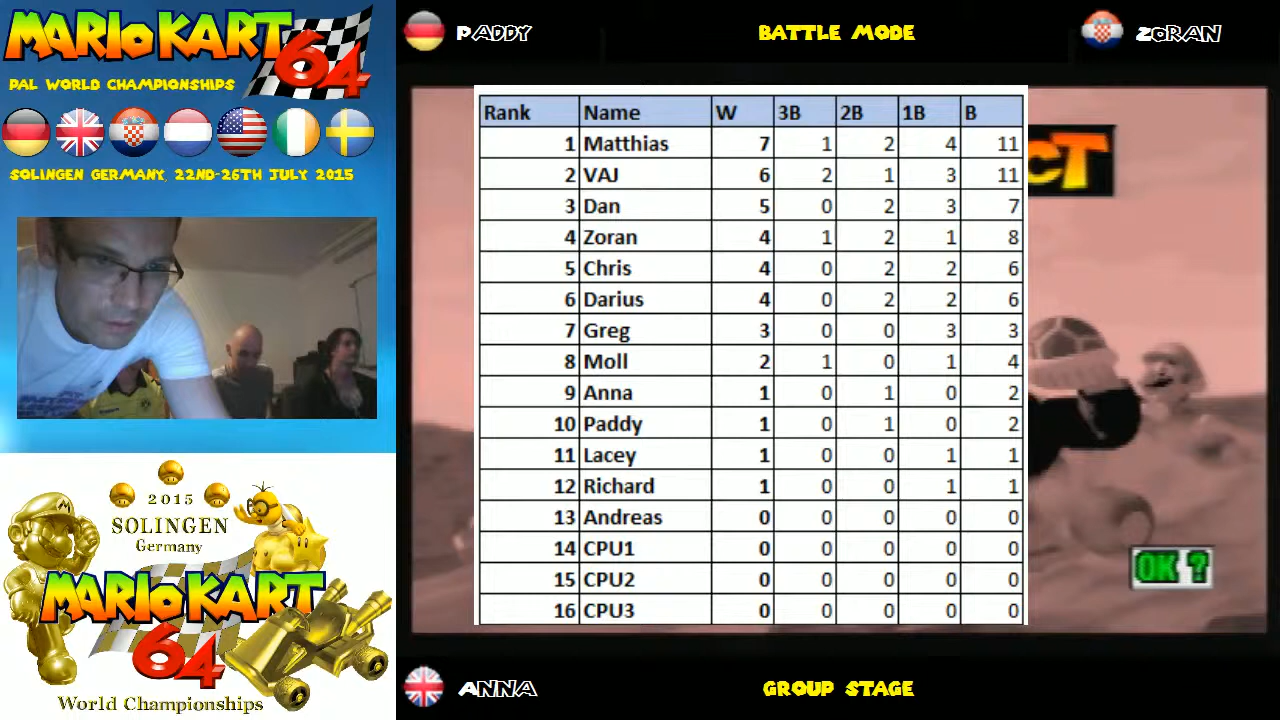 MARIO KART 64
PAL WORLD CHAMPIONSHIPS
SOLINGEN GERMANY, 22ND-26TH JULY 2015
2015
SOLINGEN
Germany
MARIO KART
64
World Championships
PADDY BATTLE MODE ZORAN
CT
Rank Name W 3B 2B 1B B
1 Matthias 7 1 2 4 11
2 VAJ 6 2 1 3 11
3 Dan 5 0 2 3 7
4 Zoran 4 1 2 1 8
5 Chris 4 0 2 2 6
6 Darius 4 0 2 2 6
7 Greg 3 0 0 3 3
8 Moll 2 1 0 1 4
9 Anna 1 0 1 0 2
10 Paddy 1 0 1 0 2
11 Lacey 1 0 0 1 1
12 Richard 1 0 0 1 1
13 Andreas 0 0 0 0 0
14 CPU1 0 0 0 0 0
15 CPU2 0 0 0 0 0
16 CPU3 0 0 0 0 0
OK ?
ANNA GROUP STAGE